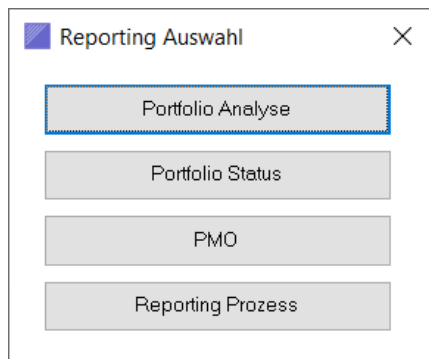 Reporting Auswahl
Portfolio Analyse
Portfolio Status
PMO
Reporting Prozess